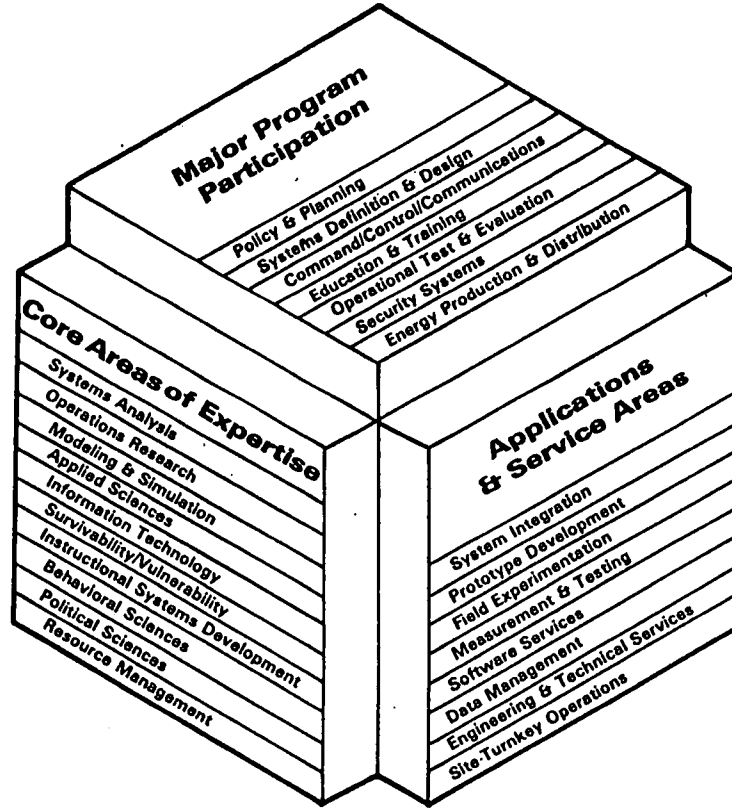 Major Program
Participation
Policy & Planning
Systems Definition & Design
Command/Control/Communications
Education & Training
Operational Test & Evaluation
Security Systems
Energy Production & Distribution
Core Areas of Expertise
Systems Analysis
Operations Research
Modeling & Simulation
Applied Sciences
Information Technology
Survivability/Vulnerability
Instructional Systems Development
Behavioral Sciences
Political Sciences
Resource Management
Applications
& Service Areas
System Integration
Prototype Development
Field Experimentation
Measurement & Testing
Software Services
Data Management
Engineering & Technical Services
Site-Turnkey Operations